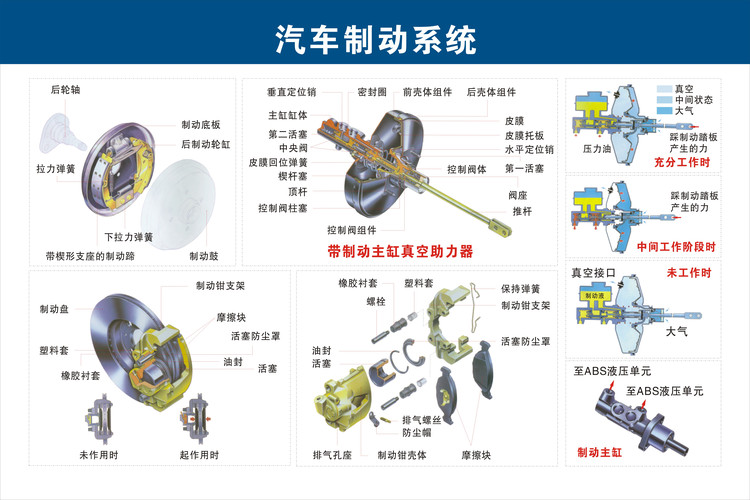 汽车制动系统
后轮轴
制动底板
后制动轮缸
拉力弹簧
下拉力弹簧
带楔形支座的制动蹄
制动鼓
垂直定位销
密封圈
前壳体组件
后壳体组件
主缸缸体
第二活塞
中央阀
皮膜回位弹簧
楔杆塞
顶杆
控制阀柱塞
皮膜
皮膜托板
水平定位销
控制阀体
第一活塞
阀座
推杆
控制阀组件
带制动主缸真空助力器
真空
中间状态
大气
压力油
踩制动踏板
产生的力
充分工作时
踩制动踏板
产生的力
中间工作阶段时
真空接口
未工作时
制动液
大气
制动钳支架
制动盘
摩擦块
活塞防尘罩
塑料套
油封
橡胶衬套
活塞
未作用时
起作用时
橡胶衬套
塑料套
保持弹簧
螺栓
制动钳支架
活塞防尘罩
油封
活塞
排气螺丝
防尘帽
排气孔座
制动钳壳体
摩擦块
至ABS液压单元
至ABS液压单元
制动主缸